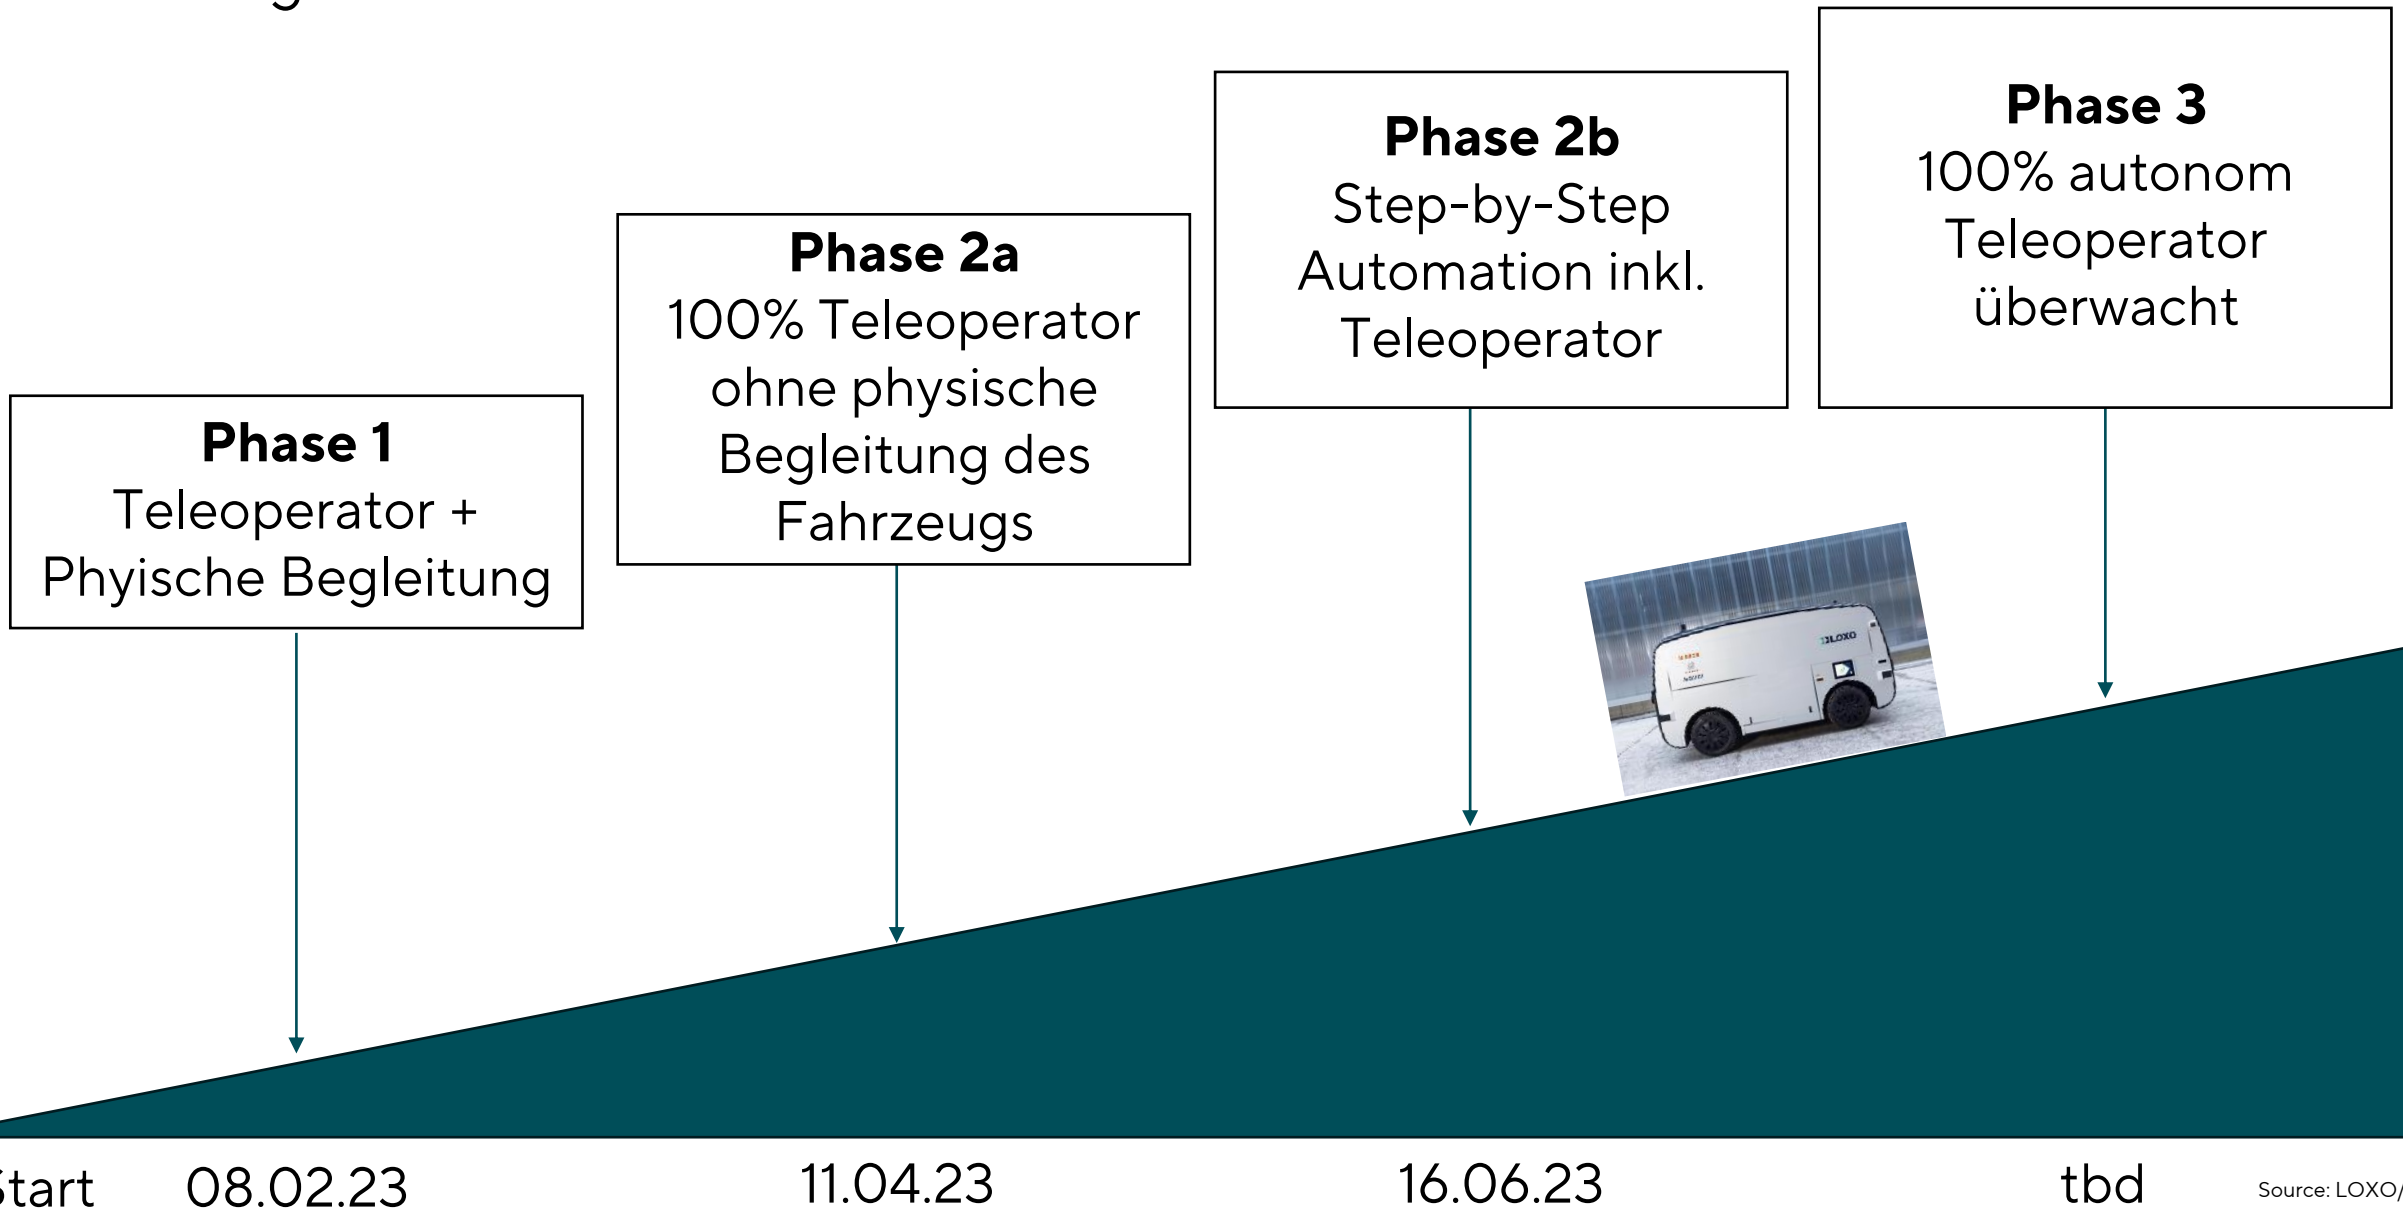 Phase 1
Teleoperator +
Phyische Begleitung
Phase 2a
100% Teleoperator
ohne physische
Begleitung des
Fahrzeugs
Phase 2b
Step-by-Step
Automation inkl.
Teleoperator
Phase 3
100% autonom
Teleoperator
überwacht
LOXO
Start
08.02.23
11.04.23
16.06.23
tbd
Source: LOXO/